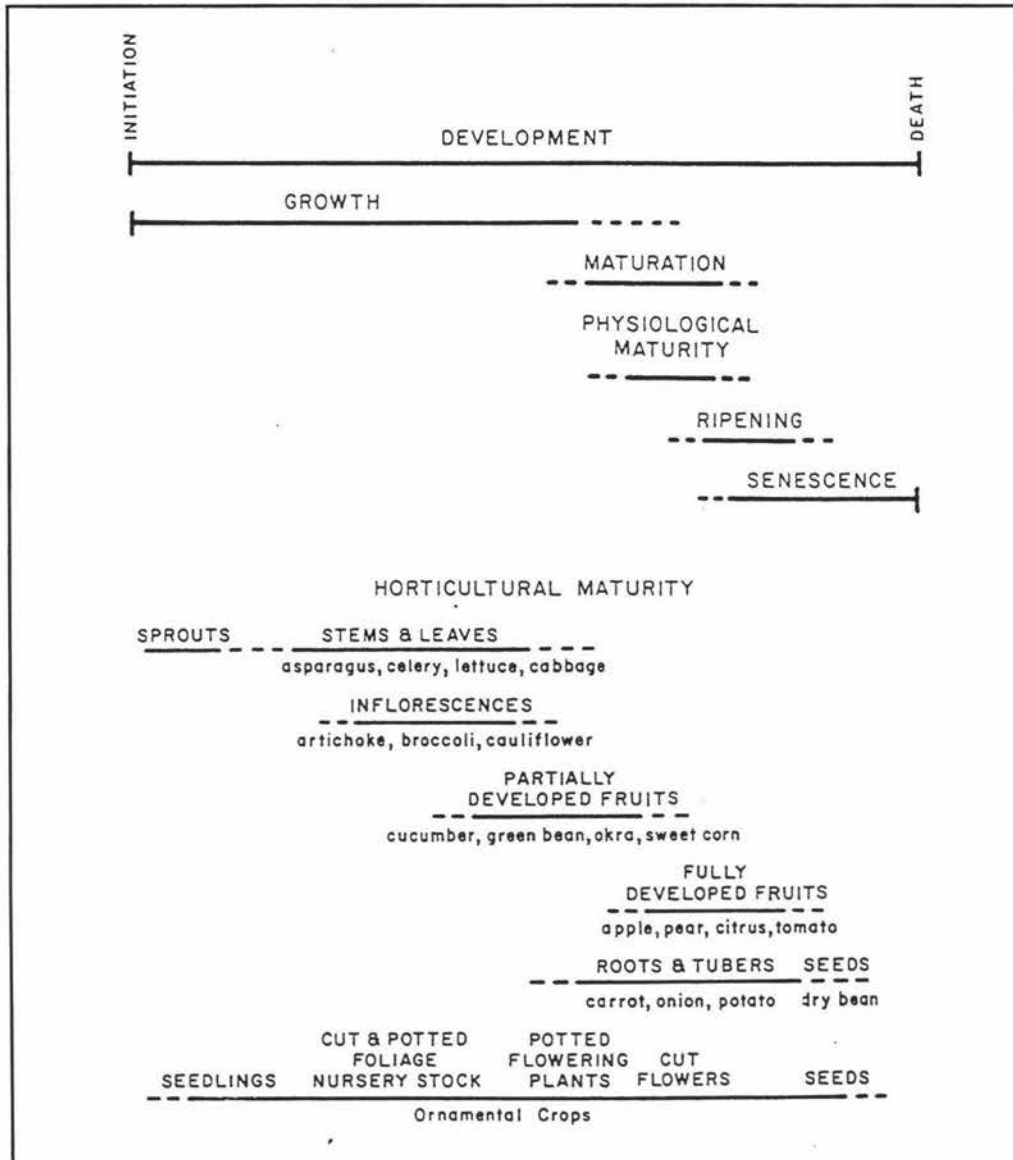 INITIATION
DEATH
DEVELOPMENT
GROWTH
MATURATION
PHYSIOLOGICAL
MATURITY
RIPENING
SENESCENCE
HORTICULTURAL MATURITY
SPROUTS
STEMS & LEAVES
asparagus, celery, lettuce, cabbage
INFLORESCENCES
artichoke, broccoli, cauliflower
PARTIALLY
DEVELOPED FRUITS
cucumber, green bean, okra, sweet corn
FULLY
DEVELOPED FRUITS
apple, pear, citrus, tomato
ROOTS & TUBERS
SEEDS
carrot, onion, potato
dry bean
SEEDLINGS
CUT & POTTED
FOLIAGE
NURSERY STOCK
POTTED
FLOWERING
PLANTS
CUT
FLOWERS
SEEDS
Ornamental Crops